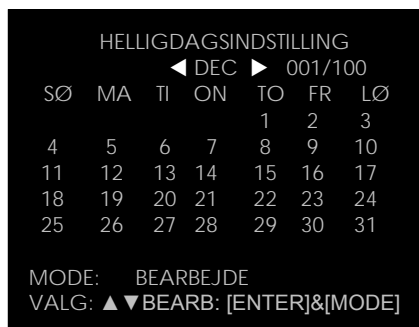 HELLIGDAGSINDSTILLING
◀ DEC ▶ 001/100
SØ MA TI ON TO FR LØ
1 2 3
4 5 6 7 8 9 10
11 12 13 14 15 16 17
18 19 20 21 22 23 24
25 26 27 28 29 30 31
MODE: BEARBEJDE
VALG: ▲▼BEARB: [ENTER]&[MODE]